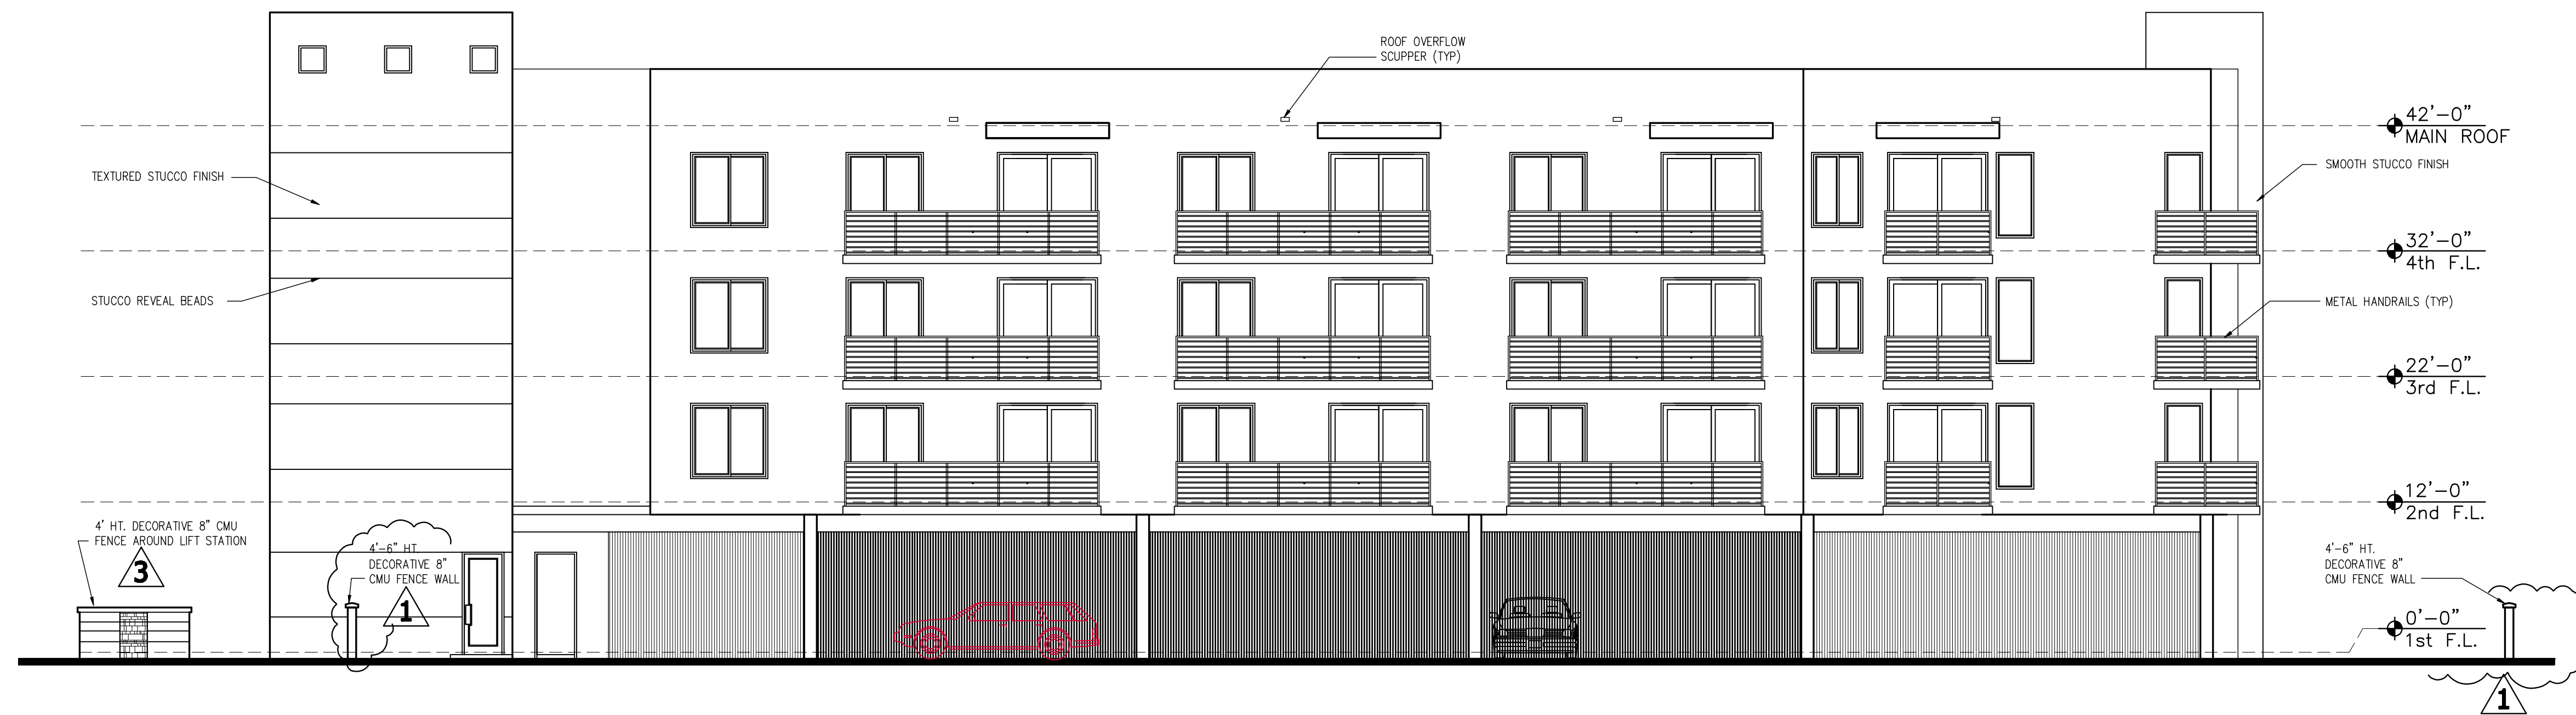 ROOF OVERFLOW
SCUPPER (TYP)
42'-0"
MAIN ROOF
TEXTURED STUCCO FINISH
SMOOTH STUCCO FINISH
32'-0"
4th F.L.
STUCCO REVEAL BEADS
METAL HANDRAILS (TYP)
22'-0"
3rd F.L.
12'-0"
2nd F.L.
4' HT. DECORATIVE 8" CMU
FENCE AROUND LIFT STATION
3
4'-6" HT.
DECORATIVE 8"
CMU FENCE WALL
1
4'-6" HT.
DECORATIVE 8"
CMU FENCE WALL
0'-0"
1st F.L.
1